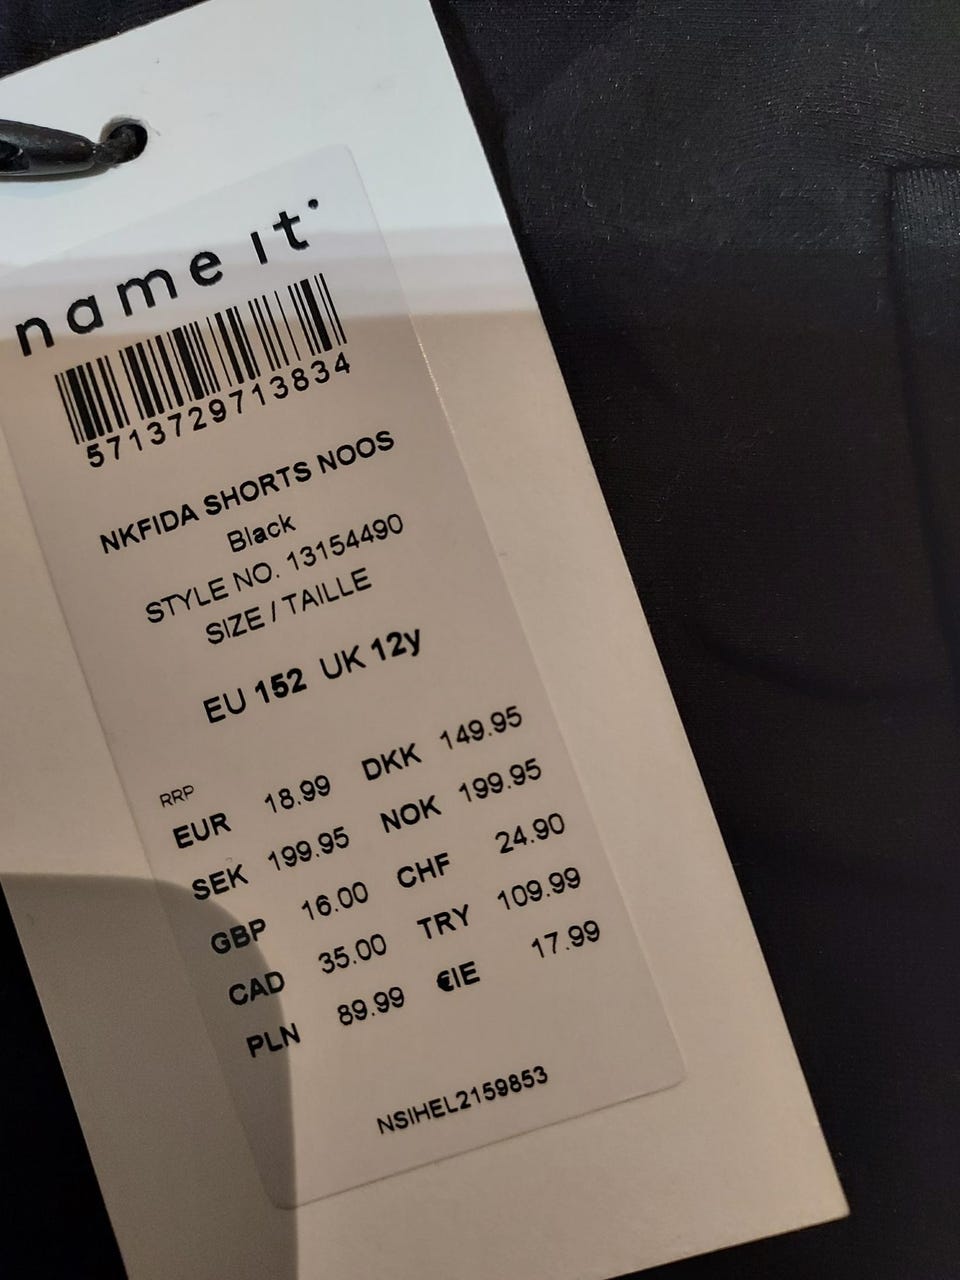 name it
5713729713834
NKFIDA SHORTS NOOS
Black
STYLE NO. 13154490
SIZE / TAILLE
EU 152 UK 12y
RRP
EUR 18.99 DKK 149.95
SEK 199.95 NOK 199.95
GBP 16.00 CHF 24.90
CAD 35.00 TRY 109.99
PLN 89.99 €IE 17.99
NSIHEL2159853